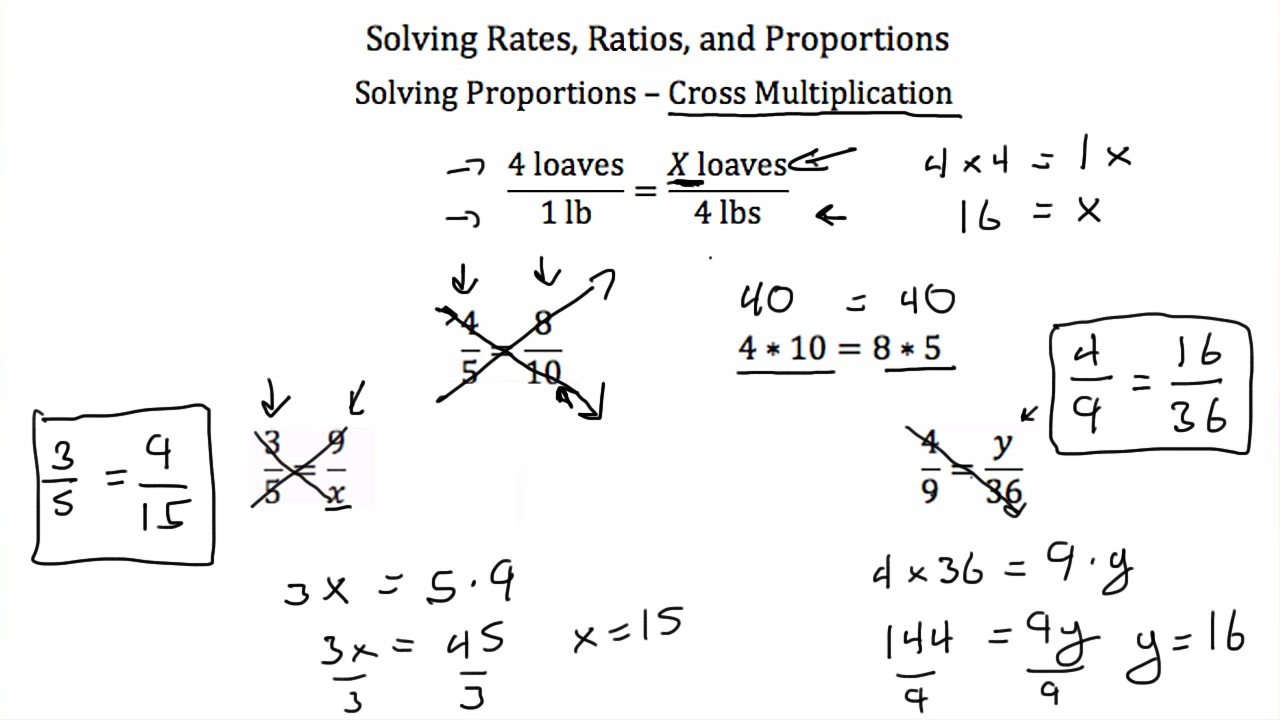 Solving Rates, Ratios, and Proportions
Solving Proportions – Cross Multiplication
4 loaves / 1 lb = X loaves / 4 lbs
4 × 4 = 1x
16 = x
4/5 = 8/10
40 = 40
4 * 10 = 8 * 5
4/9 = 16/36
3/5 = 9/15
3/5 = 9/x
4/9 = y/36
3x = 5 · 9
3x/3 = 45/3
x = 15
4 × 36 = 9 · y
144/9 = 9y/9
y = 16